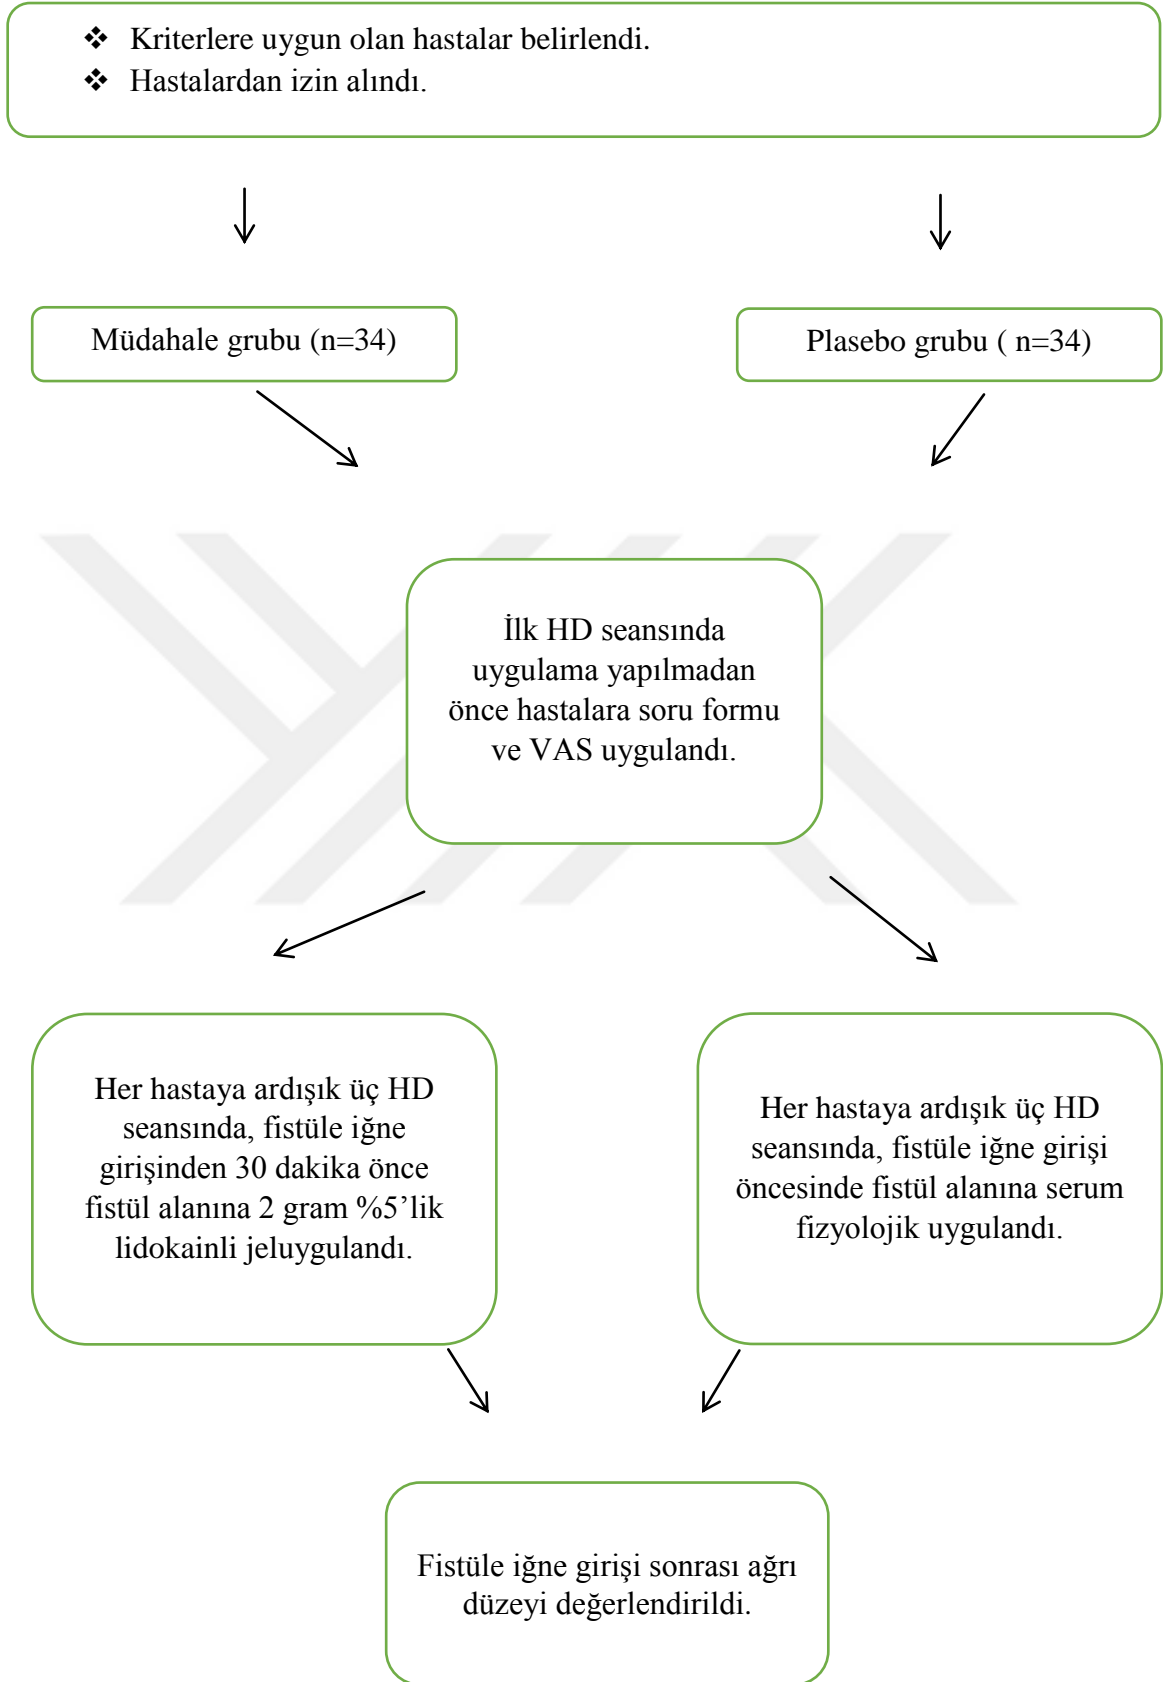 ❖ Kriterlere uygun olan hastalar belirlendi.
❖ Hastalardan izin alındı.
Müdahale grubu (n=34)
Plasebo grubu ( n=34)
İlk HD seansında
uygulama yapılmadan
önce hastalara soru formu
ve VAS uygulandı.
Her hastaya ardışık üç HD
seansında, fistüle iğne
girişinden 30 dakika önce
fistül alanına 2 gram %5’lik
lidokainli jeluygulandı.
Her hastaya ardışık üç HD
seansında, fistüle iğne girişi
öncesinde fistül alanına serum
fizyolojik uygulandı.
Fistüle iğne girişi sonrası ağrı
düzeyi değerlendirildi.